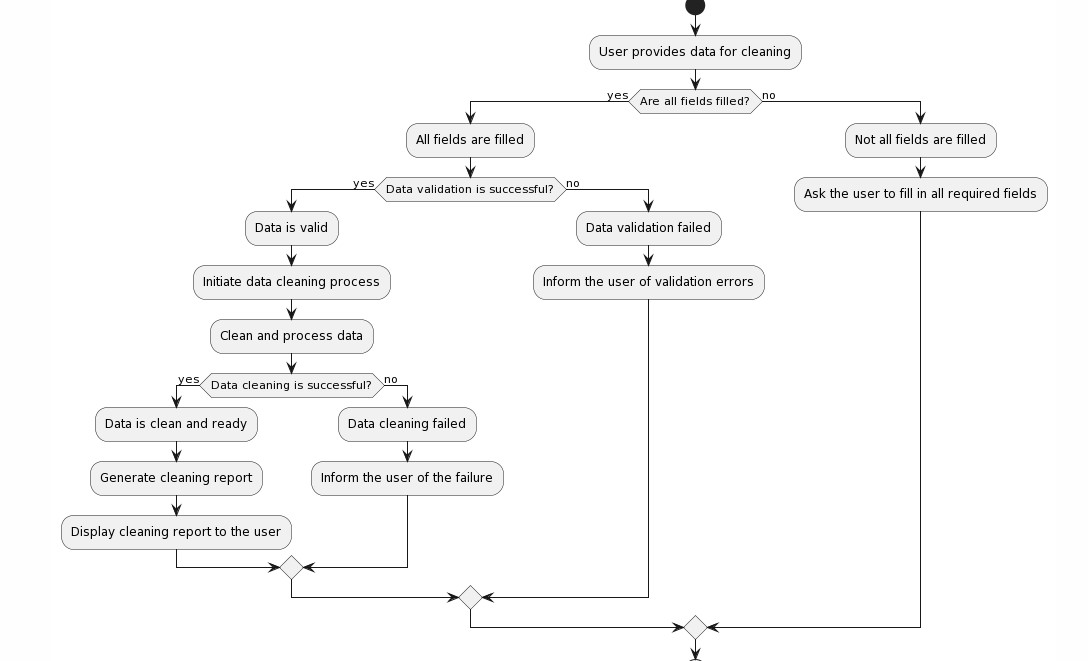 User provides data for cleaning
yes
Are all fields filled?
no
All fields are filled
Not all fields are filled
yes
Data validation is successful?
no
Ask the user to fill in all required fields
Data is valid
Data validation failed
Initiate data cleaning process
Inform the user of validation errors
Clean and process data
yes
Data cleaning is successful?
no
Data is clean and ready
Data cleaning failed
Generate cleaning report
Inform the user of the failure
Display cleaning report to the user